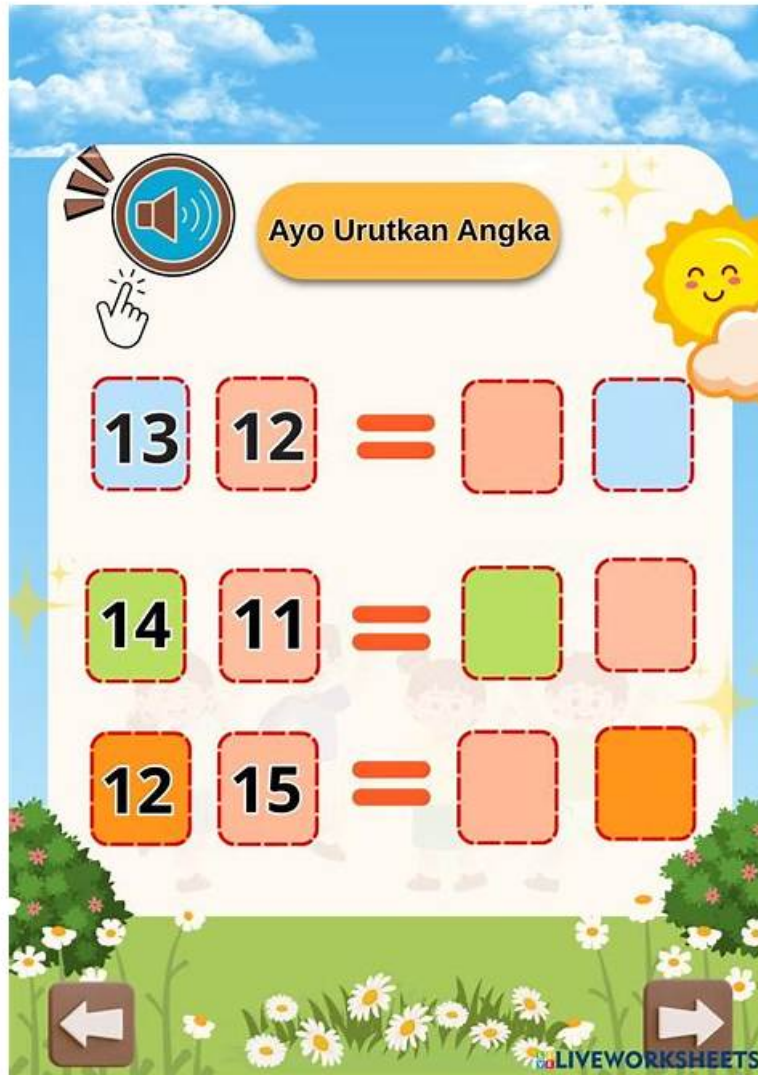 Ayo Urutkan Angka
13 12 =
14 11 =
12 15 =
LIVEWORKSHEETS